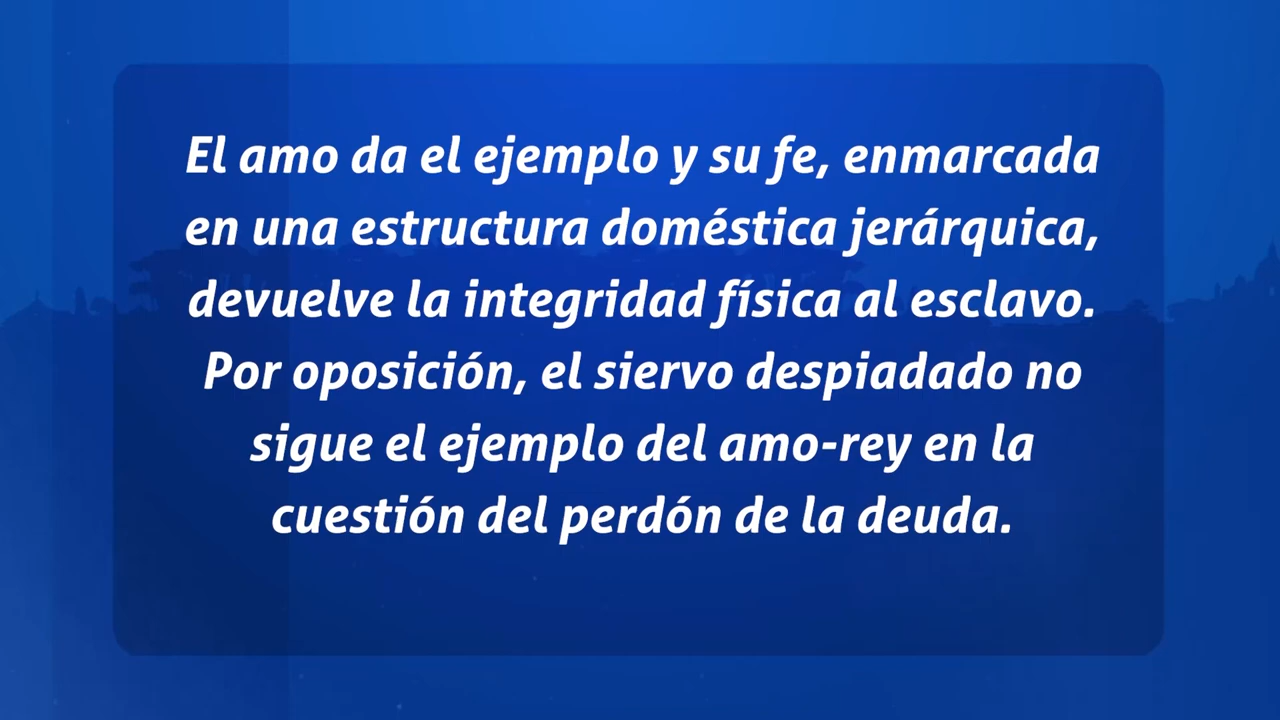 El amo da el ejemplo y su fe, enmarcada
en una estructura doméstica jerárquica,
devuelve la integridad física al esclavo.
Por oposición, el siervo despiadado no
sigue el ejemplo del amo-rey en la
cuestión del perdón de la deuda.